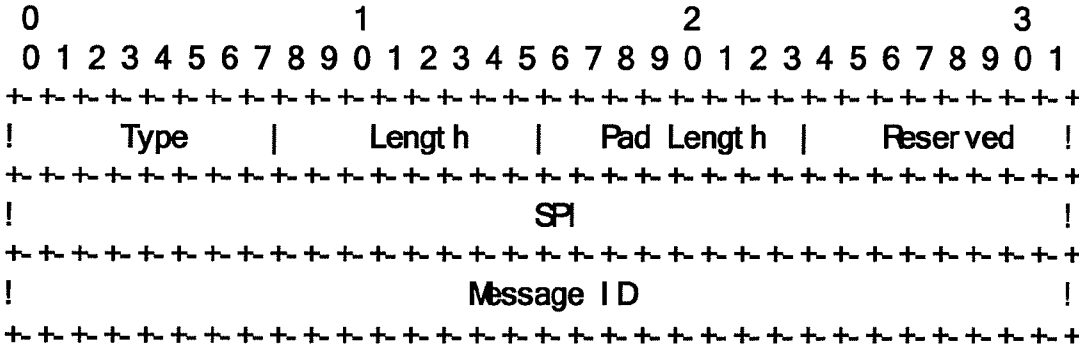 0 1 2 3
0 1 2 3 4 5 6 7 8 9 0 1 2 3 4 5 6 7 8 9 0 1 2 3 4 5 6 7 8 9 0 1
+-+-+-+-+-+-+-+-+-+-+-+-+-+-+-+-+-+-+-+-+-+-+-+-+-+-+-+-+-+-+-+-+
! Type | Length | Pad Length | Reserved !
+-+-+-+-+-+-+-+-+-+-+-+-+-+-+-+-+-+-+-+-+-+-+-+-+-+-+-+-+-+-+-+-+
! SPI !
+-+-+-+-+-+-+-+-+-+-+-+-+-+-+-+-+-+-+-+-+-+-+-+-+-+-+-+-+-+-+-+-+
! Message ID !
+-+-+-+-+-+-+-+-+-+-+-+-+-+-+-+-+-+-+-+-+-+-+-+-+-+-+-+-+-+-+-+-+